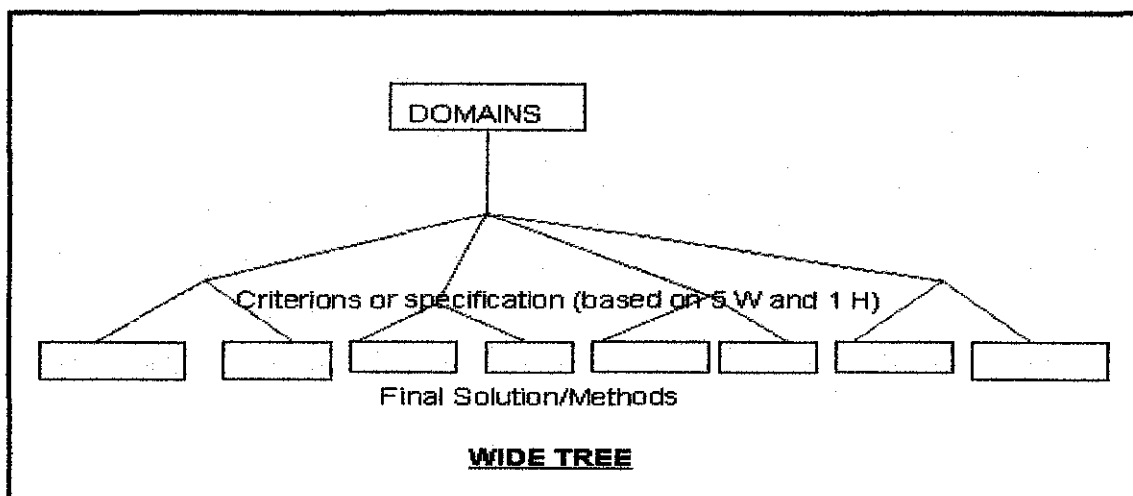 DOMAINS
Criterions or specification (based on 5 W and 1 H)
Final Solution/Methods
WIDE TREE